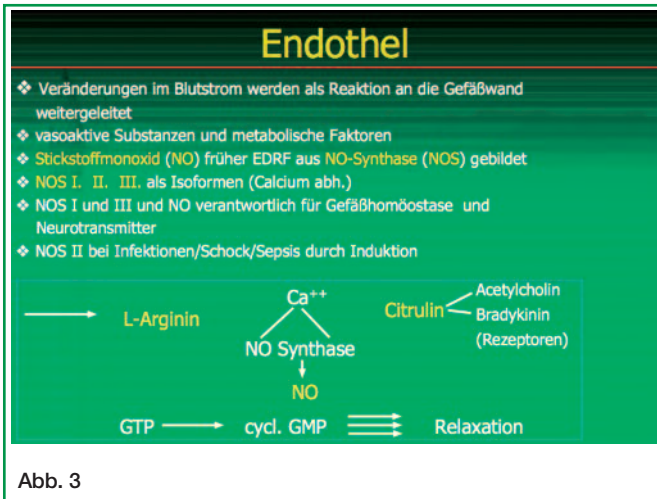 Endothel
❖ Veränderungen im Blutstrom werden als Reaktion an die Gefäßwand
weitergeleitet
❖ vasoaktive Substanzen und metabolische Faktoren
❖ Stickstoffmonoxid (NO) früher EDRF aus NO-Synthase (NOS) gebildet
❖ NOS I. II. III. als Isoformen (Calcium abh.)
❖ NOS I und III und NO verantwortlich für Gefäßhomöostase und
Neurotransmitter
❖ NOS II bei Infektionen/Schock/Sepsis durch Induktion
L-Arginin
Ca++
NO Synthase
NO
Citrulin
Acetylcholin
Bradykinin
(Rezeptoren)
GTP cycl. GMP Relaxation
Abb. 3